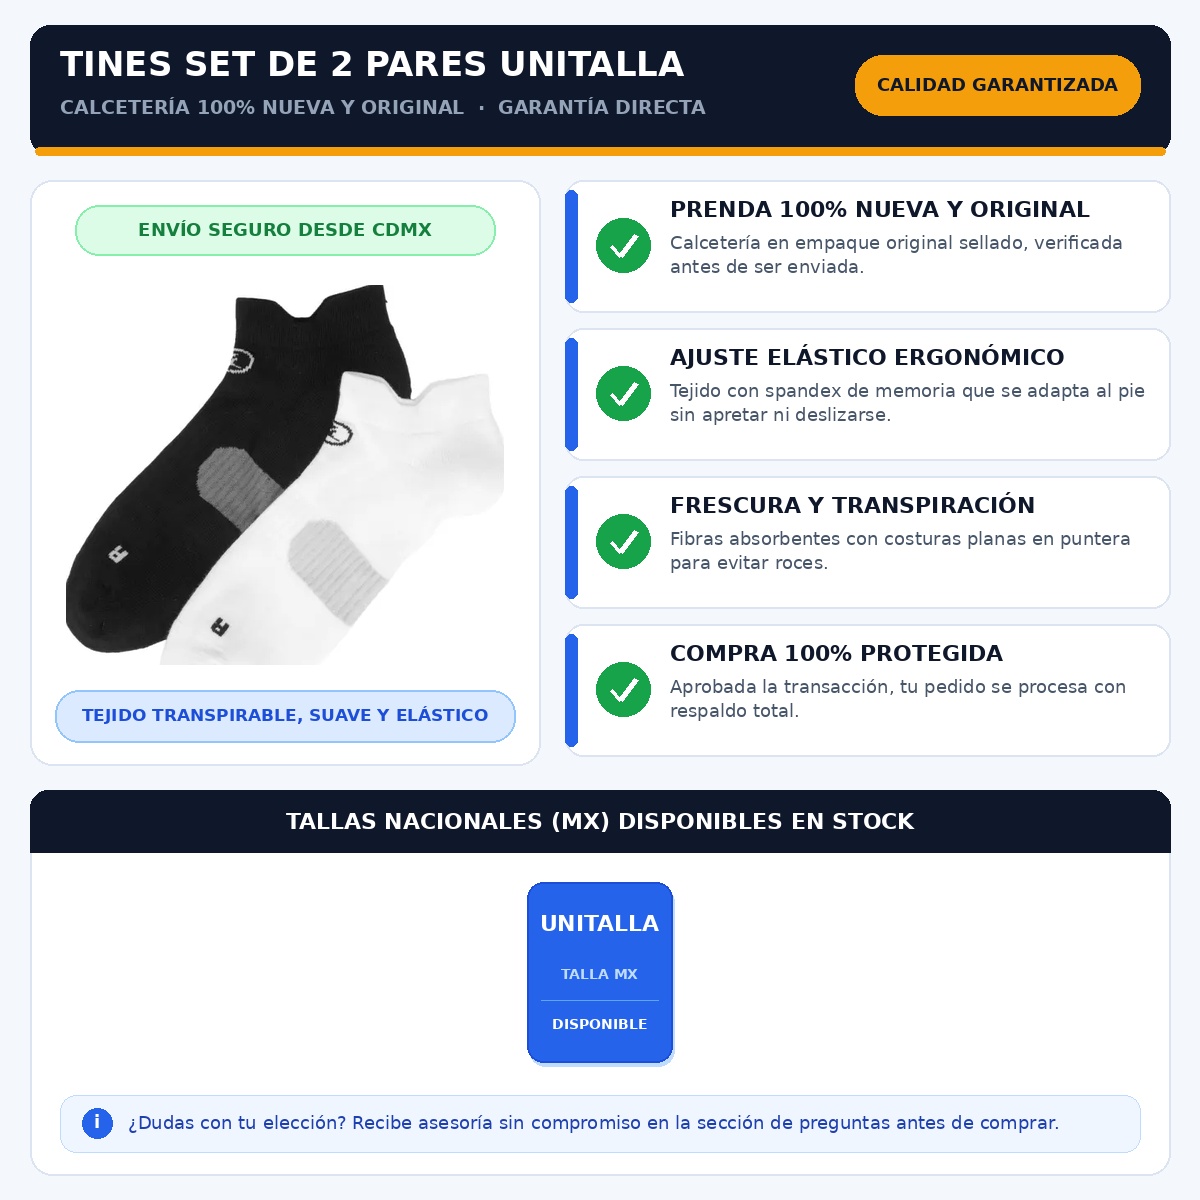 TINES SET DE 2 PARES UNITALLA
CALCETERÍA 100% NUEVA Y ORIGINAL · GARANTÍA DIRECTA
CALIDAD GARANTIZADA
ENVÍO SEGURO DESDE CDMX
R
R
TEJIDO TRANSPIRABLE, SUAVE Y ELÁSTICO
PRENDA 100% NUEVA Y ORIGINAL
Calcetería en empaque original sellado, verificada
antes de ser enviada.
AJUSTE ELÁSTICO ERGONÓMICO
Tejido con spandex de memoria que se adapta al pie
sin apretar ni deslizarse.
FRESCURA Y TRANSPIRACIÓN
Fibras absorbentes con costuras planas en puntera
para evitar roces.
COMPRA 100% PROTEGIDA
Aprobada la transacción, tu pedido se procesa con
respaldo total.
TALLAS NACIONALES (MX) DISPONIBLES EN STOCK
UNITALLA
TALLA MX
DISPONIBLE
i ¿Dudas con tu elección? Recibe asesoría sin compromiso en la sección de preguntas antes de comprar.